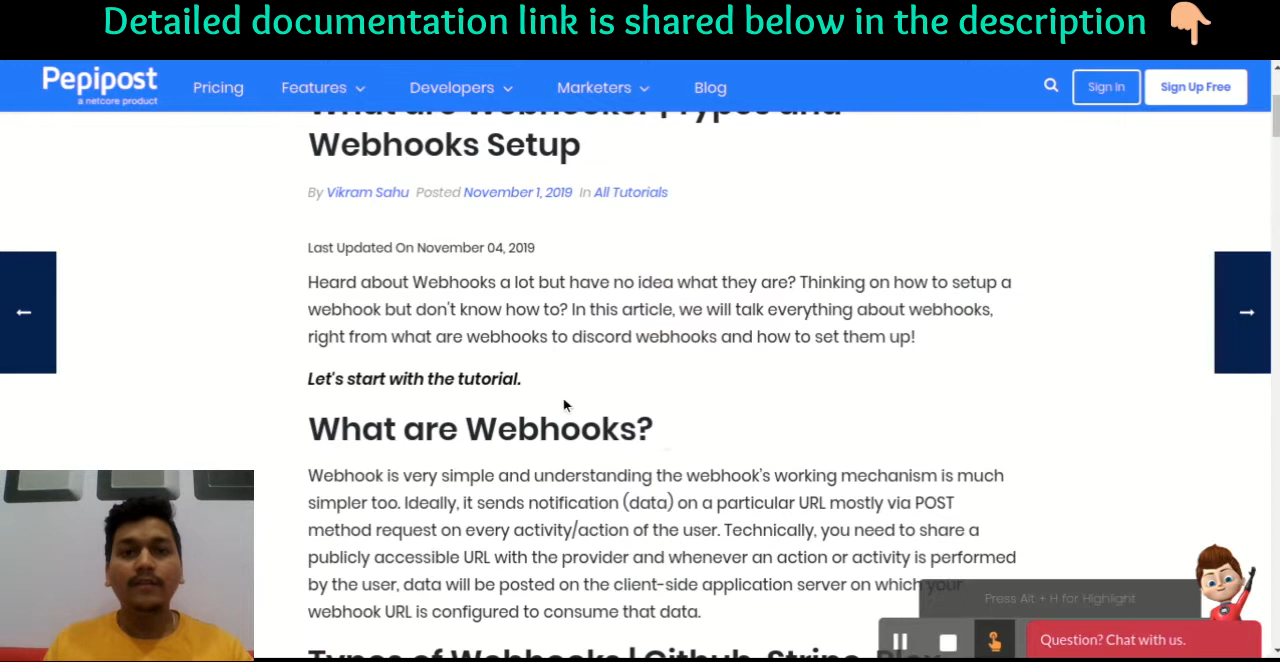 Detailed documentation link is shared below in the description
Pepipost
a netcore product
Pricing
Features
Developers
Marketers
Blog
Sign In
Sign Up Free
Webhooks Setup
By Vikram Sahu Posted November 1, 2019 In All Tutorials
Last Updated On November 04, 2019
Heard about Webhooks a lot but have no idea what they are? Thinking on how to setup a
webhook but don't know how to? In this article, we will talk everything about webhooks,
right from what are webhooks to discord webhooks and how to set them up!
Let's start with the tutorial.
What are Webhooks?
Webhook is very simple and understanding the webhook's working mechanism is much
simpler too. Ideally, it sends notification (data) on a particular URL mostly via POST
method request on every activity/action of the user. Technically, you need to share a
publicly accessible URL with the provider and whenever an action or activity is performed
by the user, data will be posted on the client-side application server on which your
webhook URL is configured to consume that data.
Press Alt + H for Highlight
Question? Chat with us.
Types of Webhooks | Github, Stripe,